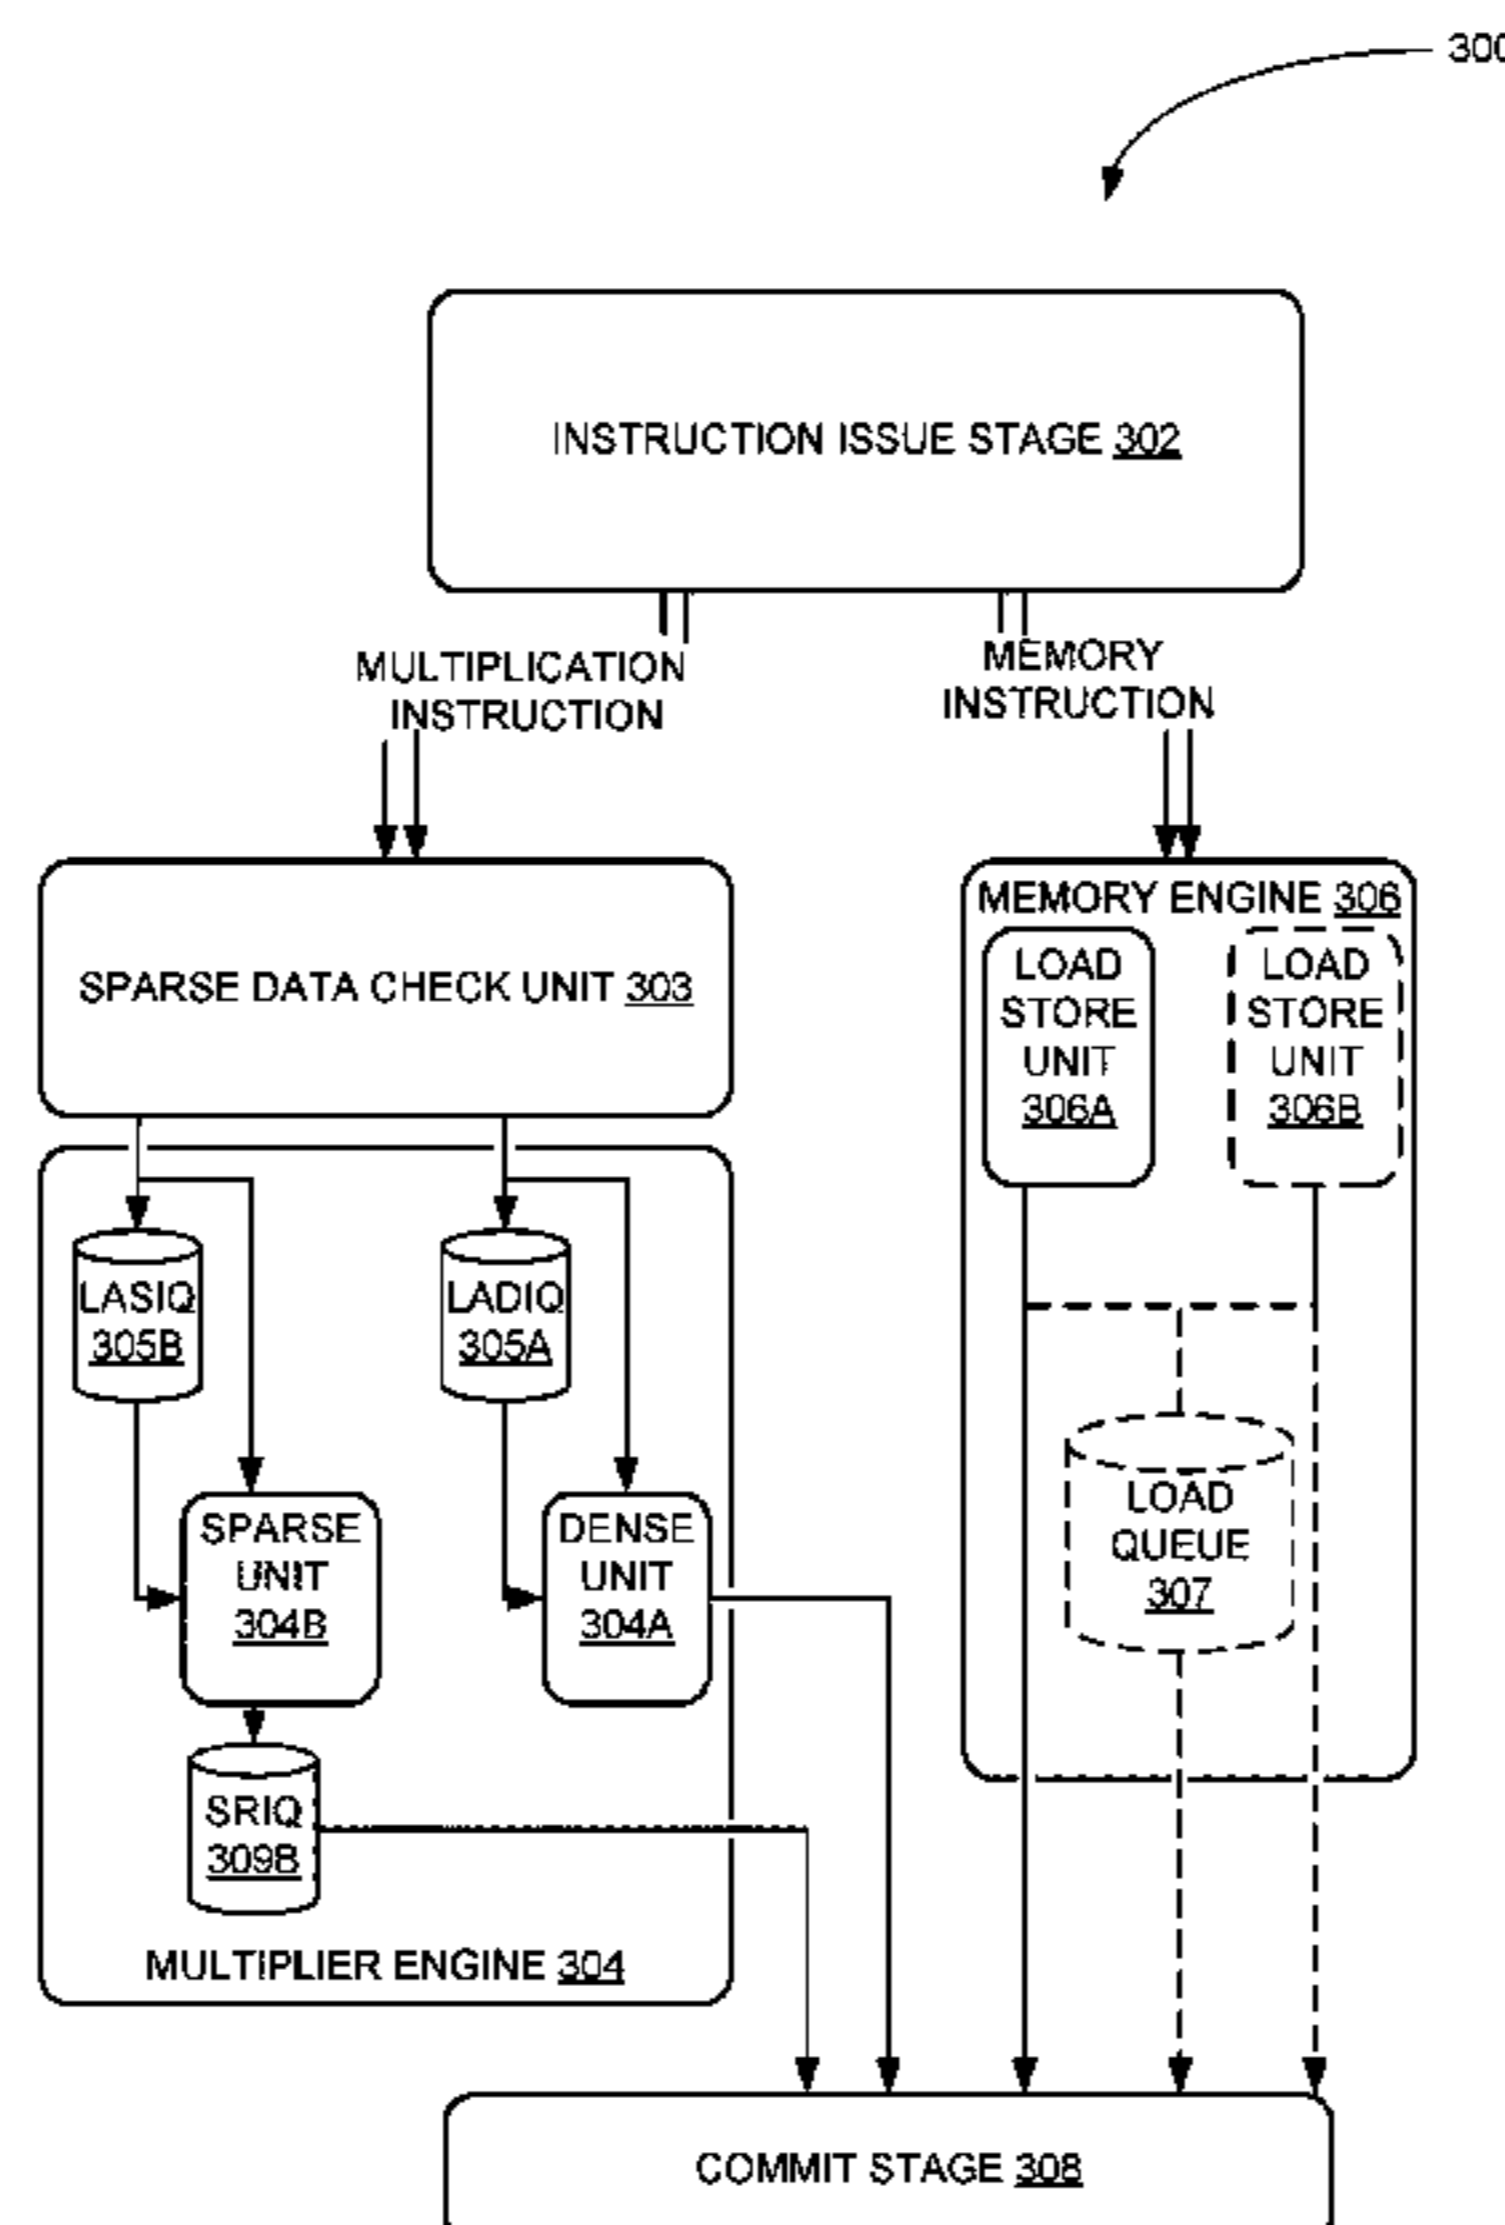 300
INSTRUCTION ISSUE STAGE 302
MULTIPLICATION
INSTRUCTION
MEMORY
INSTRUCTION
SPARSE DATA CHECK UNIT 303
MEMORY ENGINE 306
LOAD
STORE
UNIT
306A
LOAD
STORE
UNIT
306B
LASIQ
305B
LADIQ
305A
SPARSE
UNIT
304B
DENSE
UNIT
304A
LOAD
QUEUE
307
SRIQ
309B
MULTIPLIER ENGINE 304
COMMIT STAGE 308